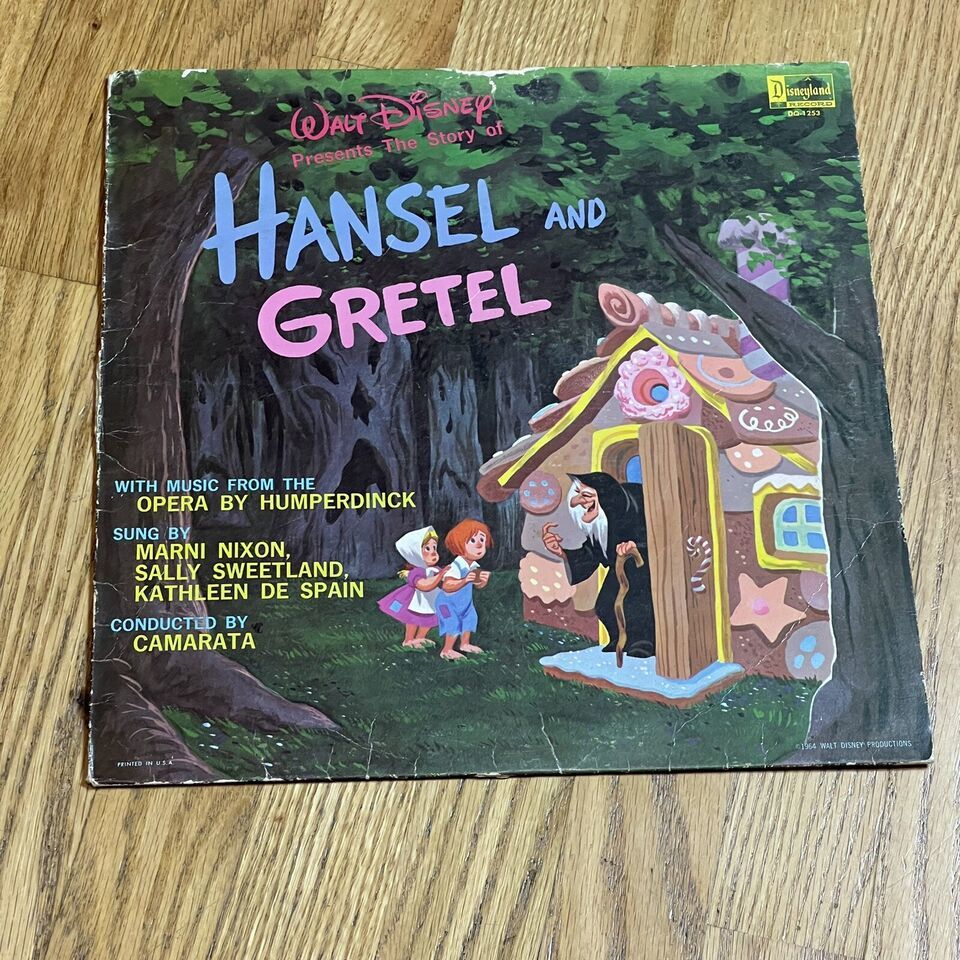 Walt Disney
Presents The Story of
HANSEL AND
GRETEL
Disneyland
RECORD
DQ-1253
WITH MUSIC FROM THE
OPERA BY HUMPERDINCK
SUNG BY
MARNI NIXON,
SALLY SWEETLAND,
KATHLEEN DE SPAIN
CONDUCTED BY
CAMARATA
PRINTED IN U.S.A.
©1964 WALT DISNEY PRODUCTIONS